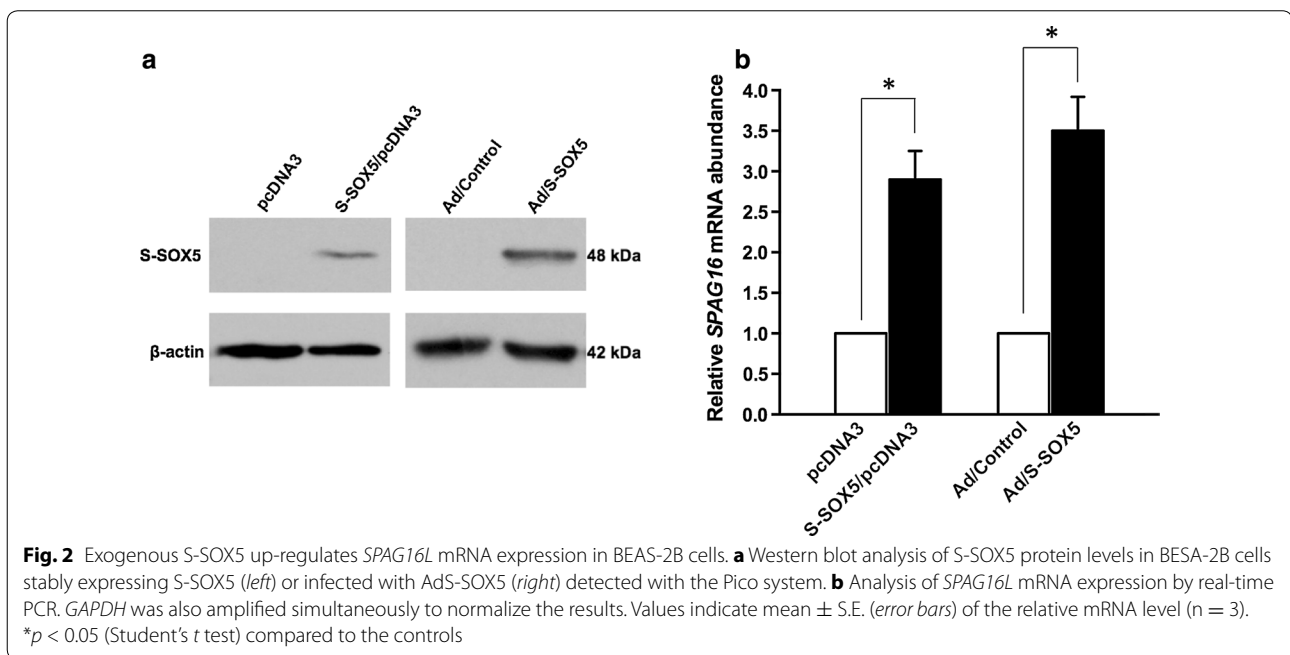 a
pcDNA3
S-SOX5/pcDNA3
Ad/Control
Ad/S-SOX5
S-SOX5
48 kDa
β-actin
42 kDa
b
*
*
Relative SPAG16 mRNA abundance
4.0
3.5
3.0
2.5
2.0
1.5
1.0
0.5
0.0
pcDNA3
S-SOX5/pcDNA3
Ad/Control
Ad/S-SOX5
Fig. 2 Exogenous S-SOX5 up-regulates SPAG16L mRNA expression in BEAS-2B cells. a Western blot analysis of S-SOX5 protein levels in BESA-2B cells
stably expressing S-SOX5 (left) or infected with AdS-SOX5 (right) detected with the Pico system. b Analysis of SPAG16L mRNA expression by real-time
PCR. GAPDH was also amplified simultaneously to normalize the results. Values indicate mean ± S.E. (error bars) of the relative mRNA level (n = 3).
*p < 0.05 (Student's t test) compared to the controls